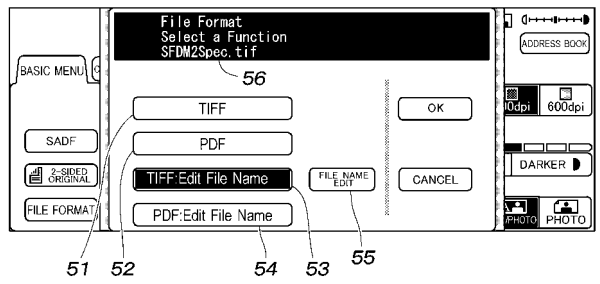 File Format
Select a Function
SFDM2Spec.tif
56
ADDRESS BOOK
BASIC MENU
TIFF
OK
600dpi
SADF
PDF
DARKER
2-SIDED
ORIGINAL
TIFF:Edit File Name
FILE NAME
EDIT
CANCEL
FILE FORMAT
PDF:Edit File Name
/PHOTO
PHOTO
51
52
54
53
55